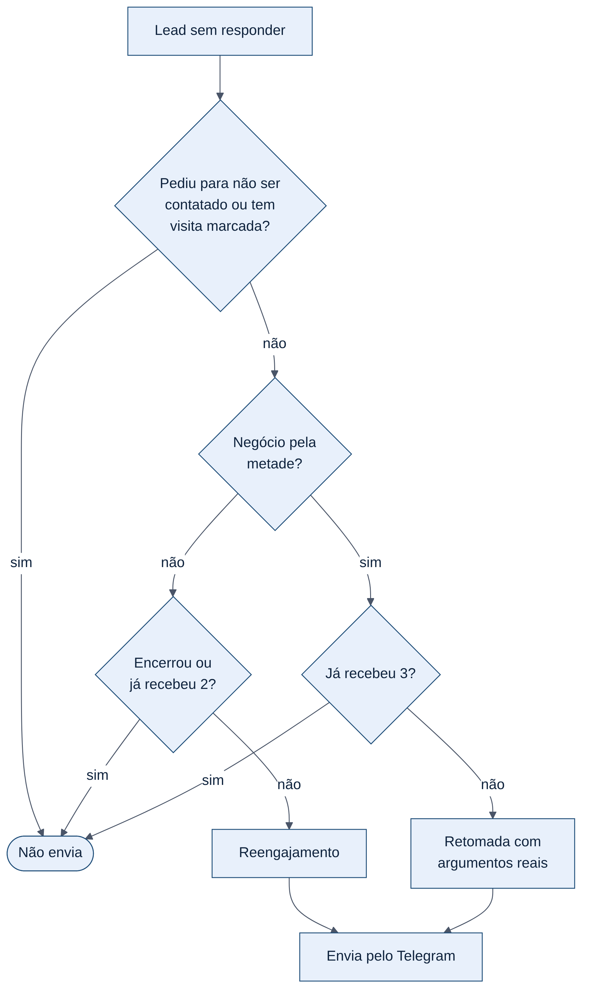 Lead sem responder
Pediu para não ser
contatado ou tem
visita marcada?
não
Negócio pela
metade?
sim
não
sim
Encerrou ou
já recebeu 2?
Já recebeu 3?
sim
sim
não
não
Não envia
Reengajamento
Retomada com
argumentos reais
Envia pelo Telegram